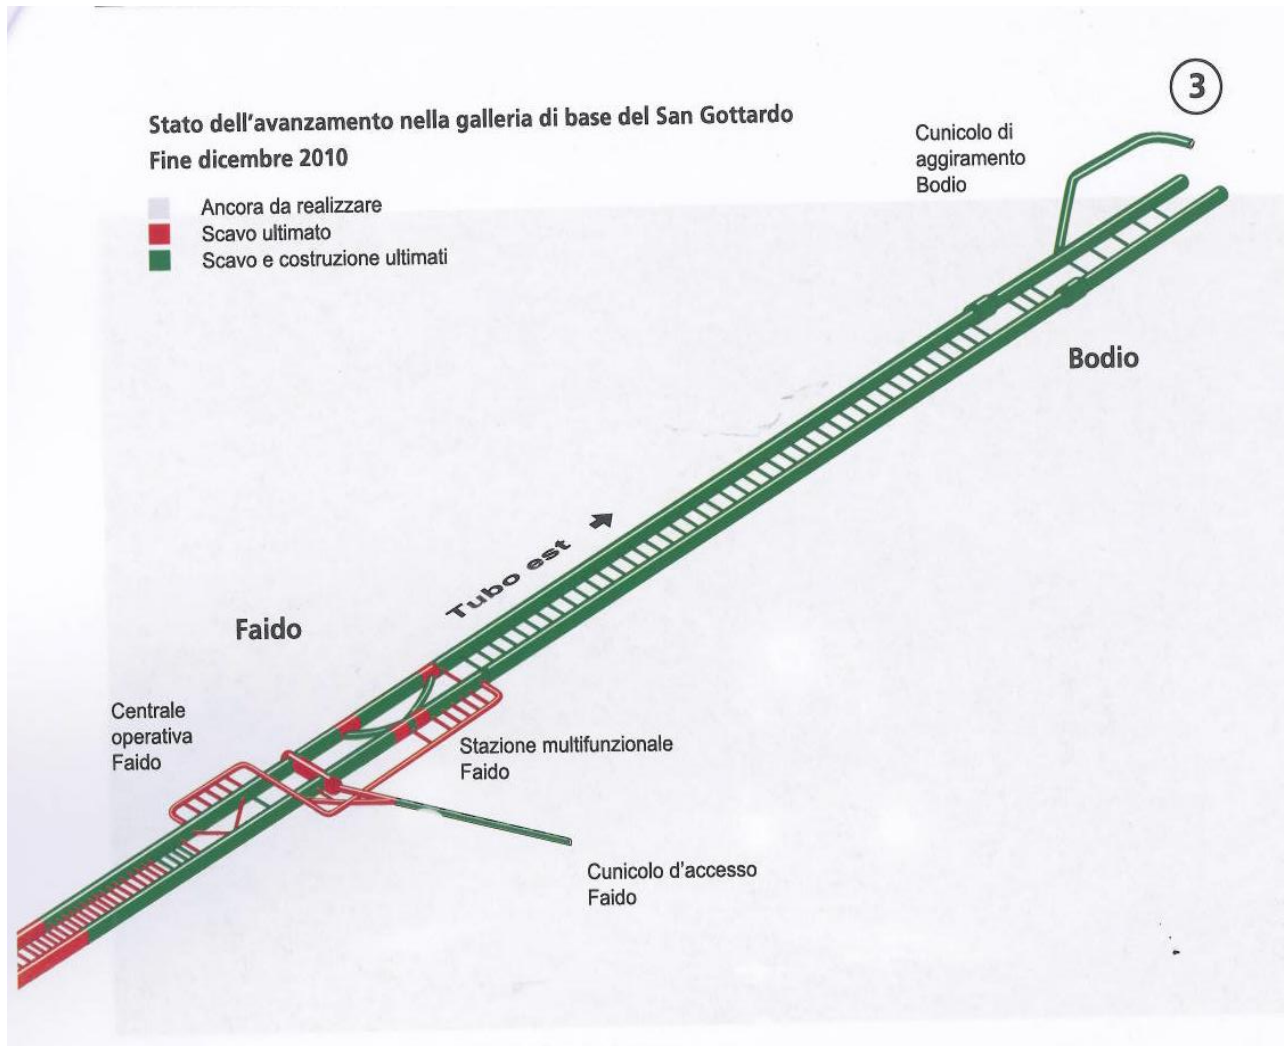 3
Stato dell'avanzamento nella galleria di base del San Gottardo
Fine dicembre 2010
Ancora da realizzare
Scavo ultimato
Scavo e costruzione ultimati
Cunicolo di
aggiramento
Bodio
Bodio
Tubo est
Faido
Centrale
operativa
Faido
Stazione multifunzionale
Faido
Cunicolo d'accesso
Faido